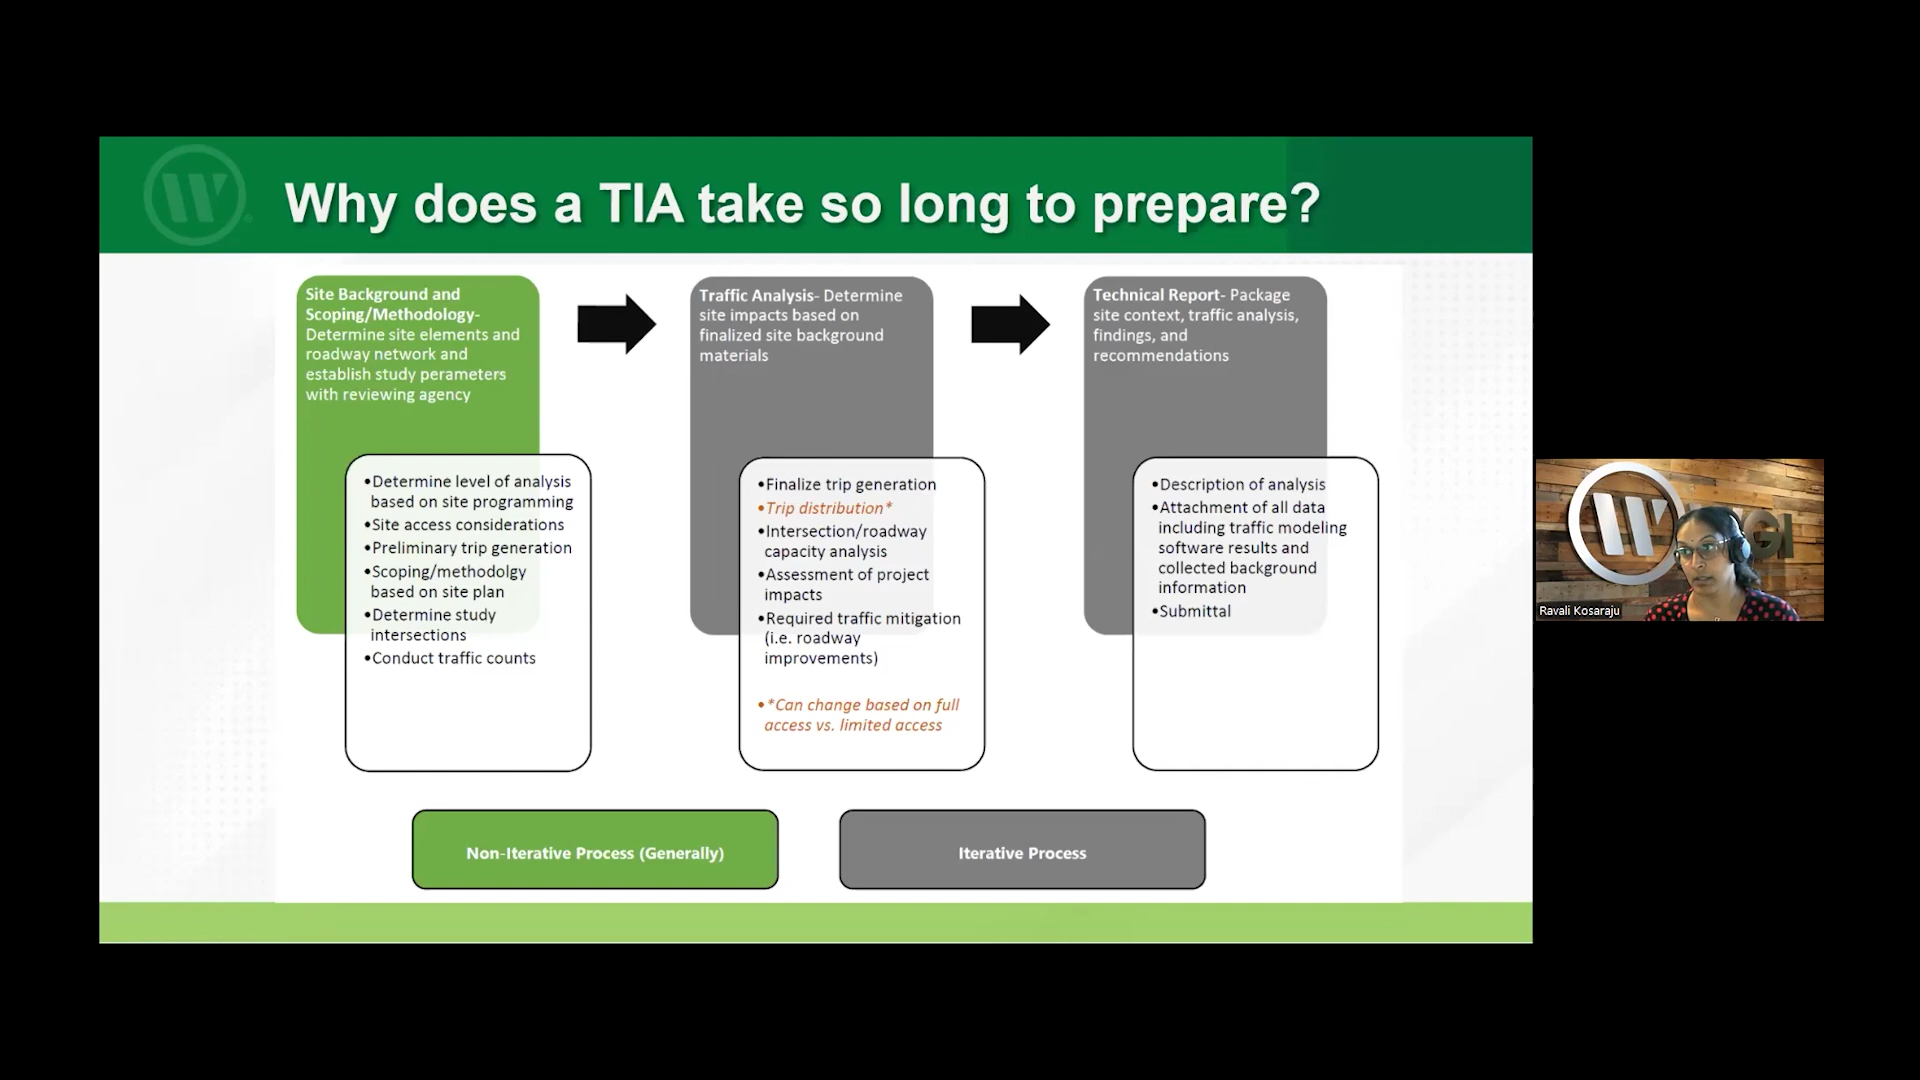 Why does a TIA take so long to prepare?
Site Background and
Scoping/Methodology-
Determine site elements and
roadway network and
establish study perameters
with reviewing agency
•Determine level of analysis
based on site programming
•Site access considerations
•Preliminary trip generation
•Scoping/methodolgy
based on site plan
•Determine study
intersections
•Conduct traffic counts
Traffic Analysis- Determine
site impacts based on
finalized site background
materials
•Finalize trip generation
•Trip distribution*
•Intersection/roadway
capacity analysis
•Assessment of project
impacts
•Required traffic mitigation
(i.e. roadway
improvements)
•*Can change based on full
access vs. limited access
Technical Report- Package
site context, traffic analysis,
findings, and
recommendations
•Description of analysis
•Attachment of all data
including traffic modeling
software results and
collected background
information
•Submittal
Non-Iterative Process (Generally)
Iterative Process
Ravali Kosaraju